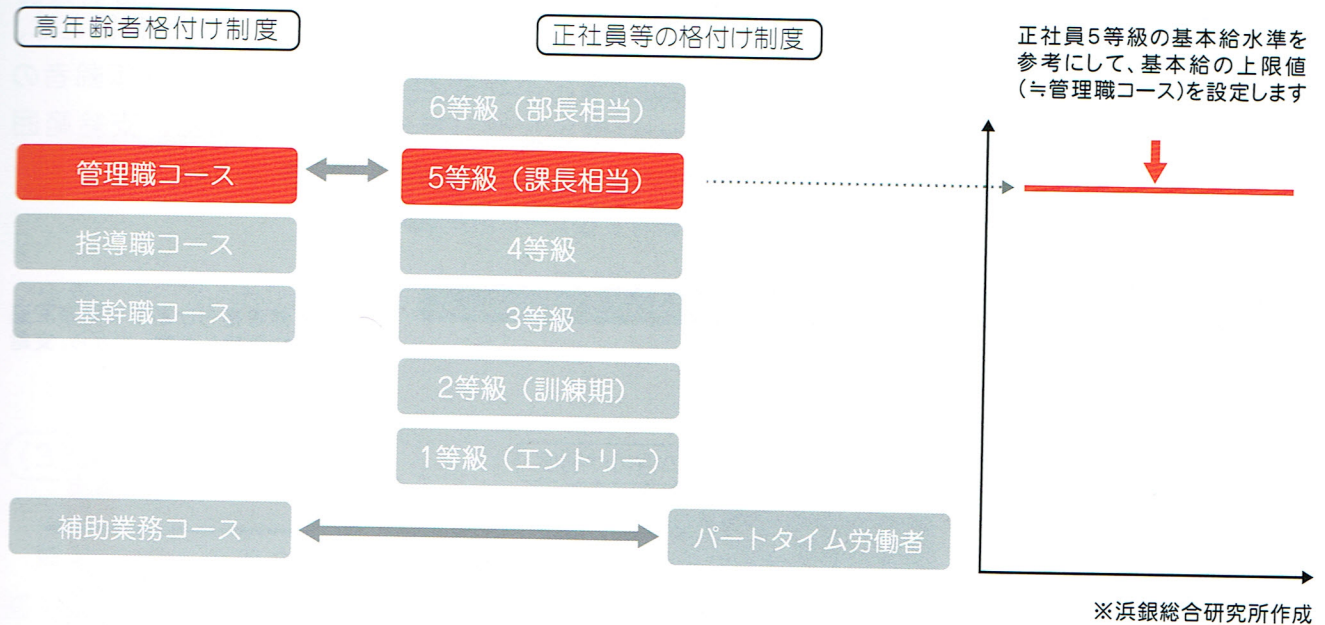 高年齢者格付け制度
正社員等の格付け制度
正社員5等級の基本給水準を
参考にして、基本給の上限値
(≒管理職コース)を設定します
6等級(部長相当)
管理職コース
5等級(課長相当)
指導職コース
4等級
基幹職コース
3等級
2等級(訓練期)
1等級(エントリー)
補助業務コース
パートタイム労働者
※浜銀総合研究所作成